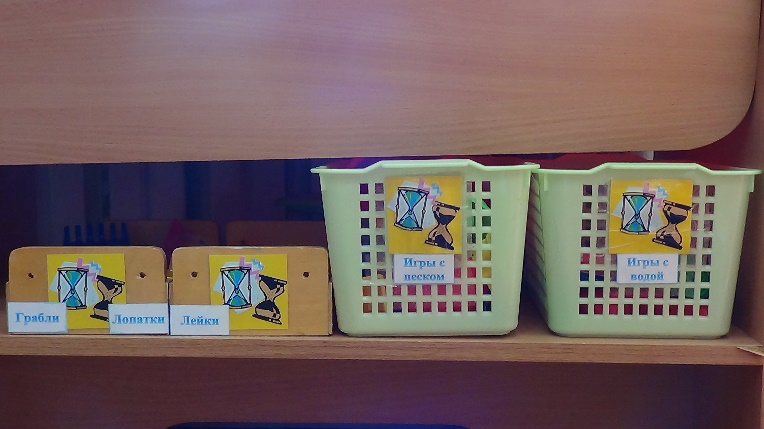 Грабли
Лопатки
Лейки
Игры с
песком
Игры с
водой